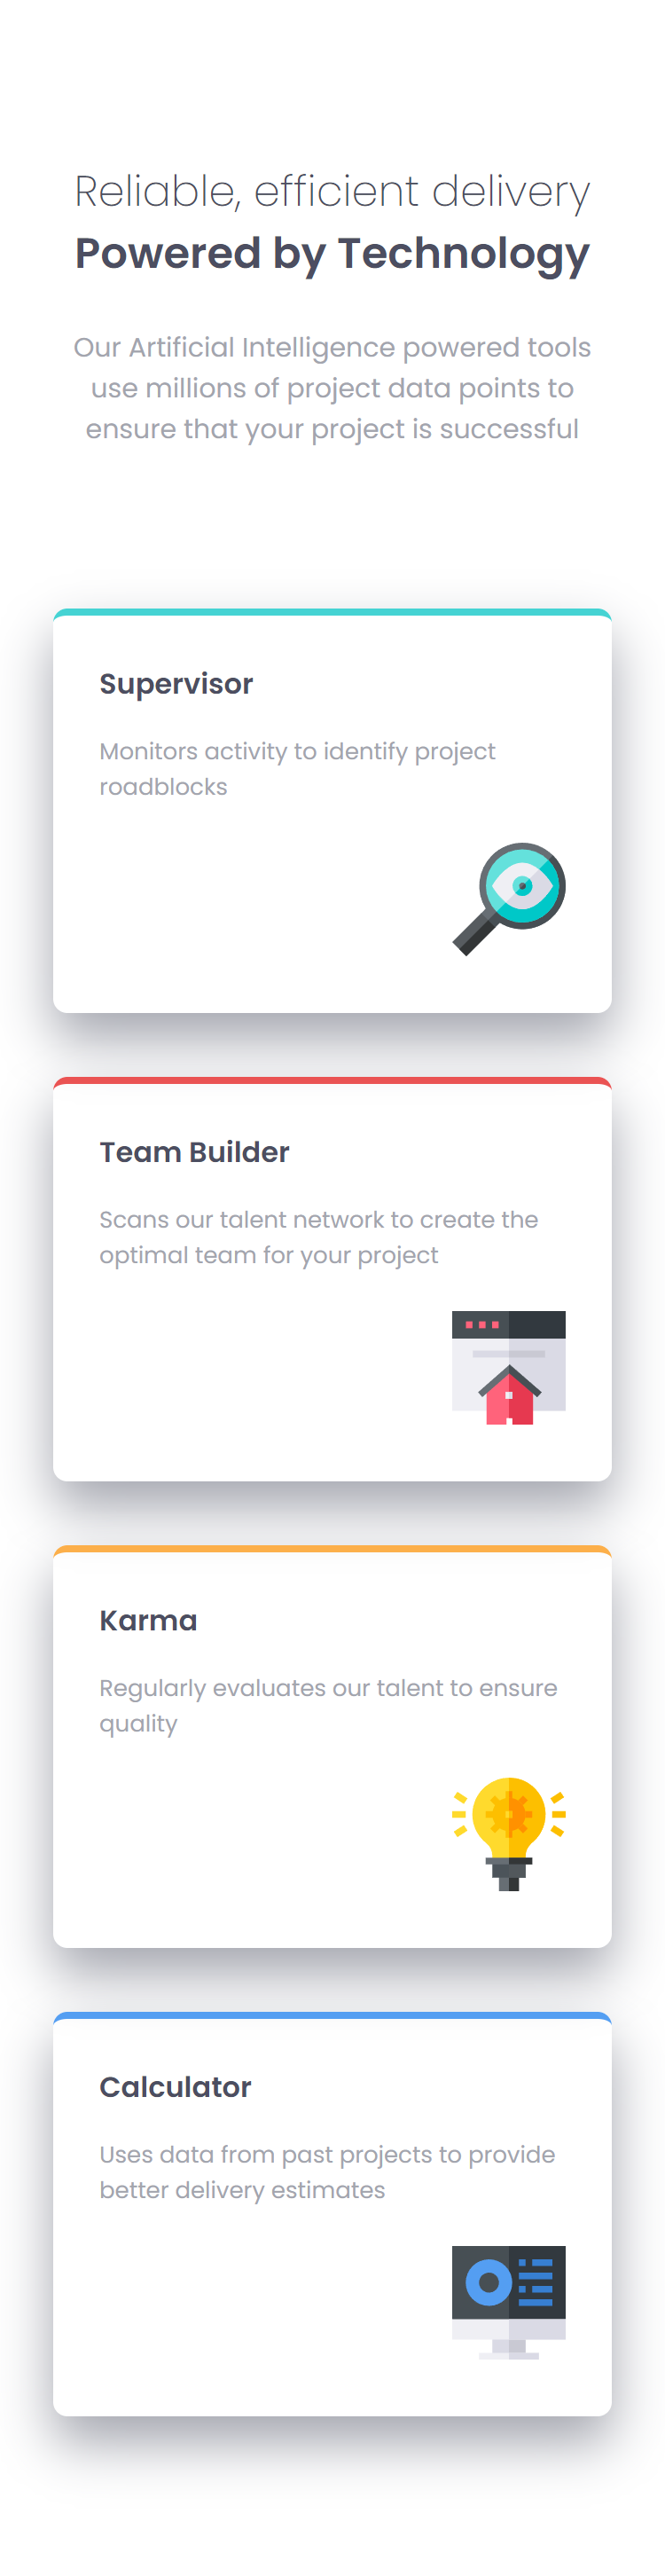 Reliable, efficient delivery
Powered by Technology
Our Artificial Intelligence powered tools
use millions of project data points to
ensure that your project is successful
Supervisor
Monitors activity to identify project
roadblocks
Team Builder
Scans our talent network to create the
optimal team for your project
Karma
Regularly evaluates our talent to ensure
quality
Calculator
Uses data from past projects to provide
better delivery estimates